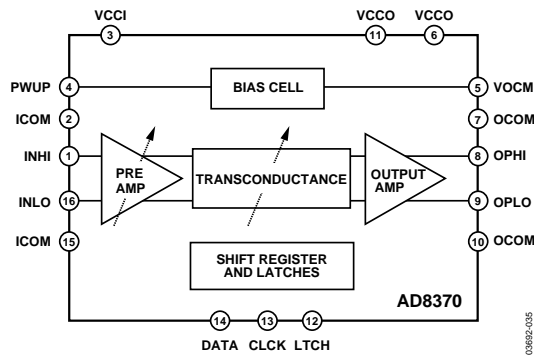 VCCI VCCO VCCO
3 11 6
PWUP 4 BIAS CELL 5 VOCM
ICOM 2 7 OCOM
INHI 1 8 OPHI
PRE AMP
TRANSCONDUCTANCE
OUTPUT AMP
INLO 16 9 OPLO
ICOM 15 10 OCOM
SHIFT REGISTER
AND LATCHES
AD8370
14 13 12
DATA CLCK LTCH
03692-035